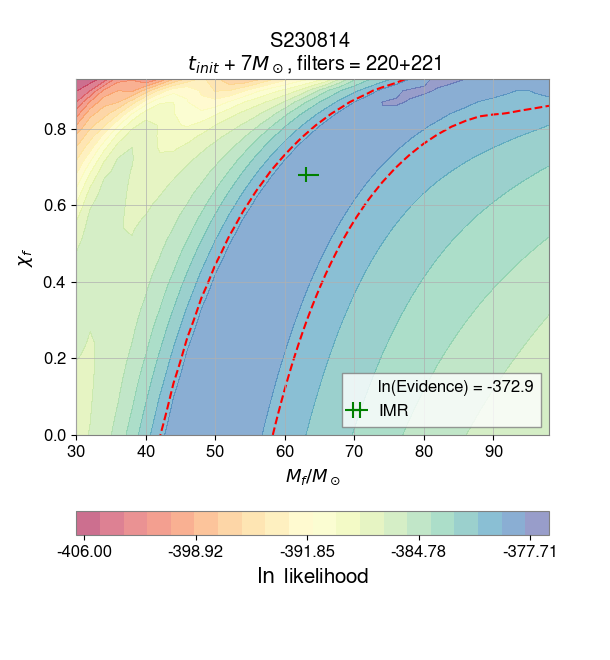 S230814
t_init + 7M_⊙, filters = 220+221
0.8
0.6
0.4
0.2
0.0
χ_f
ln(Evidence) = -372.9
IMR
30 40 50 60 70 80 90
M_f/M_⊙
-406.00 -398.92 -391.85 -384.78 -377.71
ln likelihood